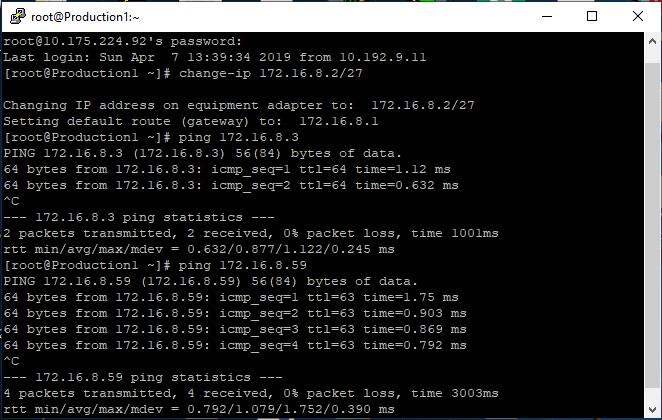 root@Production1:~
root@10.175.224.92's password:
Last login: Sun Apr  7 13:39:34 2019 from 10.192.9.11
[root@Production1 ~]# change-ip 172.16.8.2/27
Changing IP address on equipment adapter to:  172.16.8.2/27
Setting default route (gateway) to:  172.16.8.1
[root@Production1 ~]# ping 172.16.8.3
PING 172.16.8.3 (172.16.8.3) 56(84) bytes of data.
64 bytes from 172.16.8.3: icmp_seq=1 ttl=64 time=1.12 ms
64 bytes from 172.16.8.3: icmp_seq=2 ttl=64 time=0.632 ms
^C
--- 172.16.8.3 ping statistics ---
2 packets transmitted, 2 received, 0% packet loss, time 1001ms
rtt min/avg/max/mdev = 0.632/0.877/1.122/0.245 ms
[root@Production1 ~]# ping 172.16.8.59
PING 172.16.8.59 (172.16.8.59) 56(84) bytes of data.
64 bytes from 172.16.8.59: icmp_seq=1 ttl=63 time=1.75 ms
64 bytes from 172.16.8.59: icmp_seq=2 ttl=63 time=0.903 ms
64 bytes from 172.16.8.59: icmp_seq=3 ttl=63 time=0.869 ms
64 bytes from 172.16.8.59: icmp_seq=4 ttl=63 time=0.792 ms
^C
--- 172.16.8.59 ping statistics ---
4 packets transmitted, 4 received, 0% packet loss, time 3003ms
rtt min/avg/max/mdev = 0.792/1.079/1.752/0.390 ms